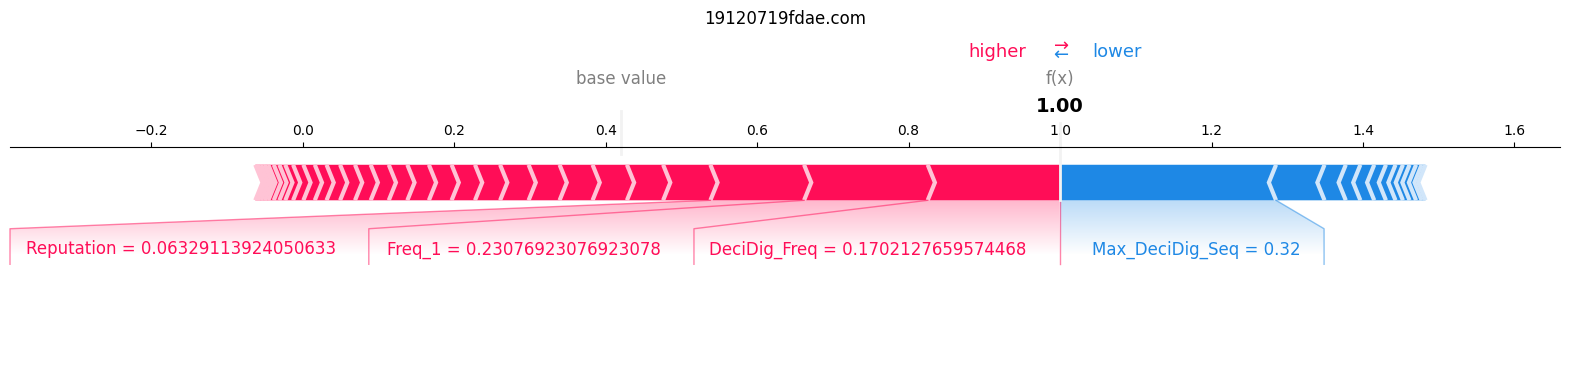 19120719fdae.com
higher ⇄ lower
base value f(x)
1.00
−0.2 0.0 0.2 0.4 0.6 0.8 1.0 1.2 1.4 1.6
Reputation = 0.06329113924050633 Freq_1 = 0.23076923076923078 DeciDig_Freq = 0.1702127659574468 Max_DeciDig_Seq = 0.32